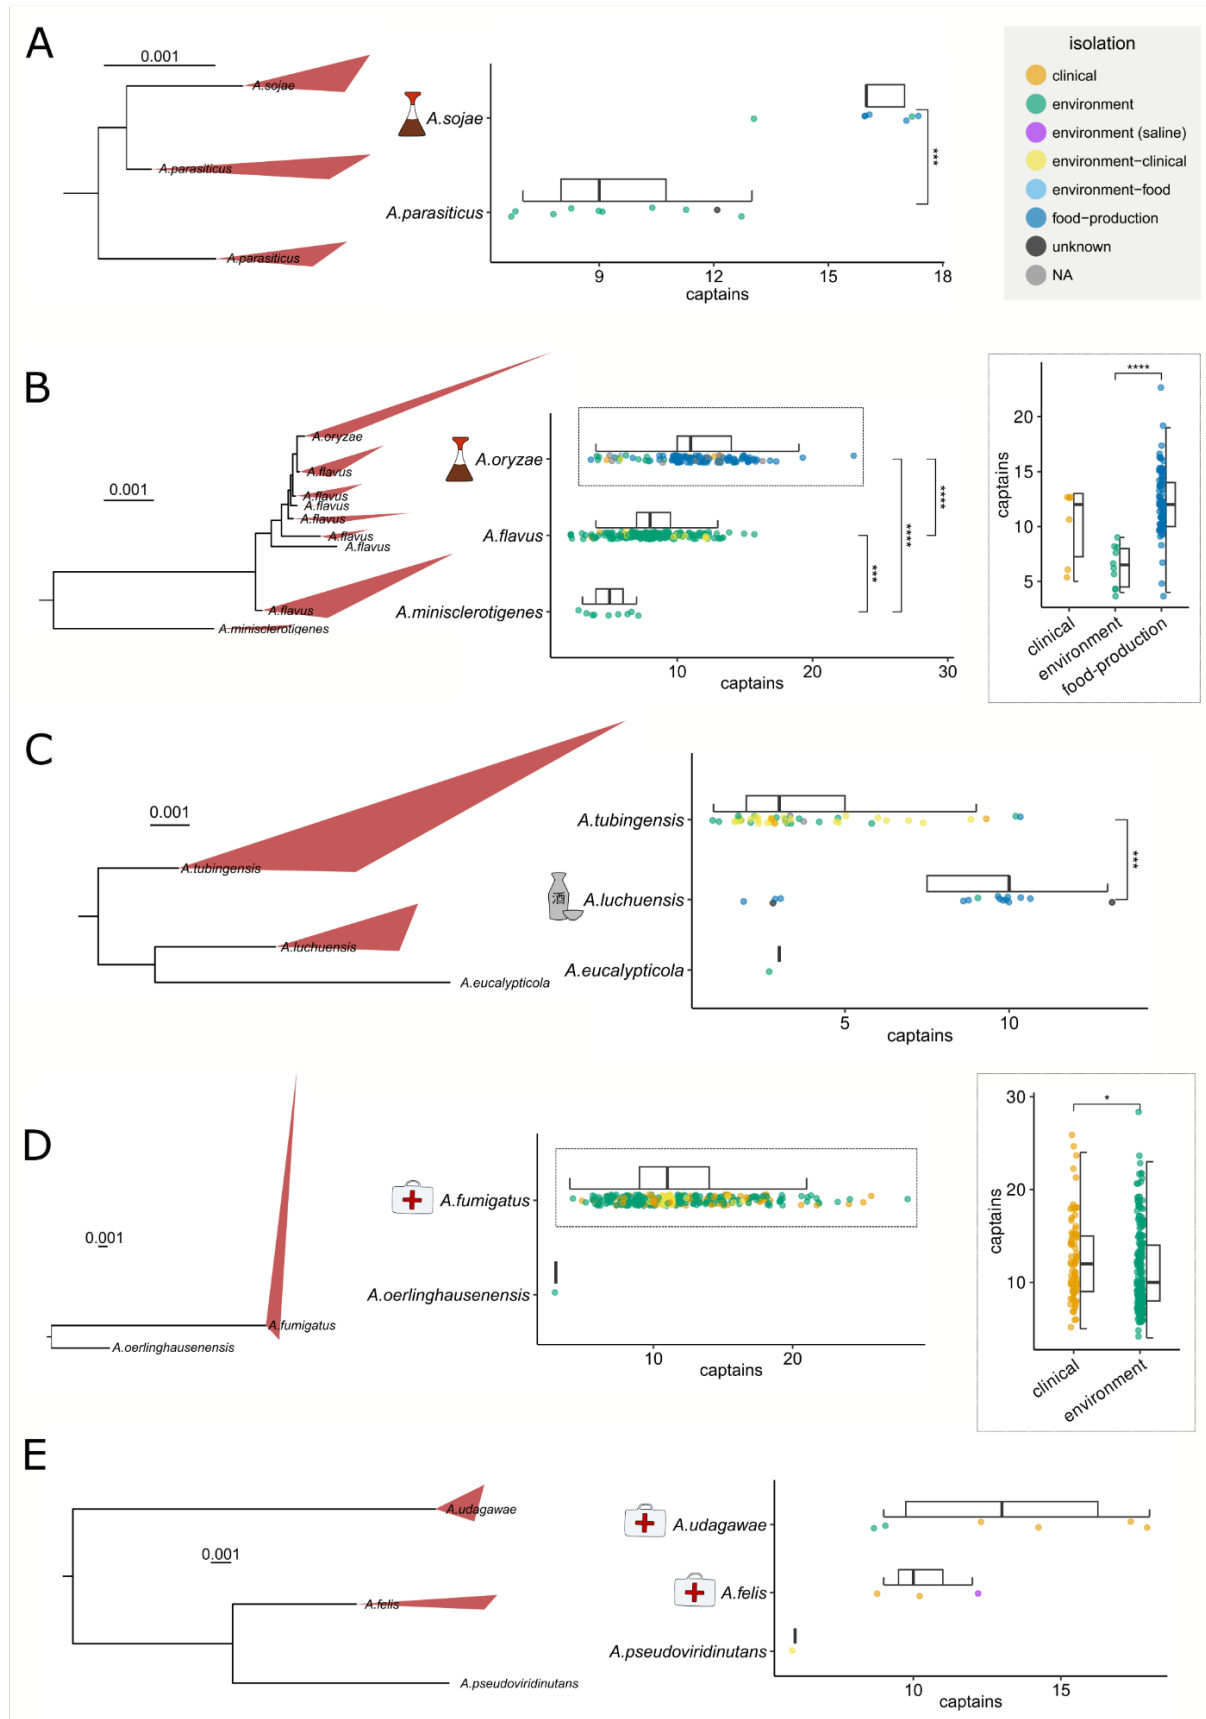 A
0.001
A.sojae
A.parasiticus
A.parasiticus
A.sojae
A.parasiticus
***
9 12 15 18
captains
isolation
clinical
environment
environment (saline)
environment-clinical
environment-food
food-production
unknown
NA
B
0.001
A.oryzae
A.flavus
A.flavus
A.flavus
A.flavus
A.flavus
A.flavus
A.flavus
A.minisclerotigenes
A.oryzae
A.flavus
A.minisclerotigenes
***
****
****
10 20 30
captains
****
20
15
10
5
captains
clinical
environment
food-production
C
0.001
A.tubingensis
A.luchuensis
A.eucalypticola
A.tubingensis
酒
A.luchuensis
A.eucalypticola
***
5 10
captains
D
0.001
A.fumigatus
A.oerlinghausenensis
A.fumigatus
A.oerlinghausenensis
10 20
captains
*
30
20
10
captains
clinical
environment
E
0.001
A.udagawae
A.felis
A.pseudoviridinutans
A.udagawae
A.felis
A.pseudoviridinutans
10 15
captains